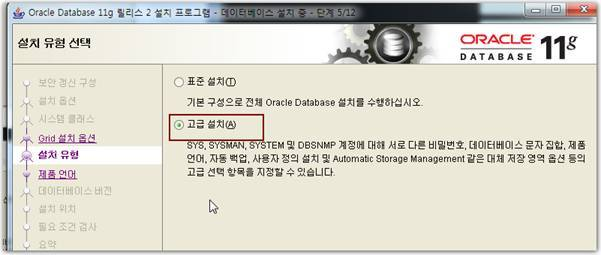 Oracle Database 11g 릴리스 2 설치 프로그램 - 데이터베이스 설치 중 - 단계 5/12
설치 유형 선택
ORACLE
DATABASE
11g
보안 갱신 구성
설치 옵션
시스템 클래스
Grid 설치 옵션
설치 유형
제품 언어
데이터베이스 버전
설치 위치
필요 조건 검사
요약
표준 설치(T)
기본 구성으로 전체 Oracle Database 설치를 수행하십시오.
고급 설치(A)
SYS, SYSMAN, SYSTEM 및 DBSNMP 계정에 대해 서로 다른 비밀번호, 데이터베이스 문자 집합, 제품
언어, 자동 백업, 사용자 정의 설치 및 Automatic Storage Management 같은 대체 저장 영역 옵션 등의
고급 선택 항목을 지정할 수 있습니다.